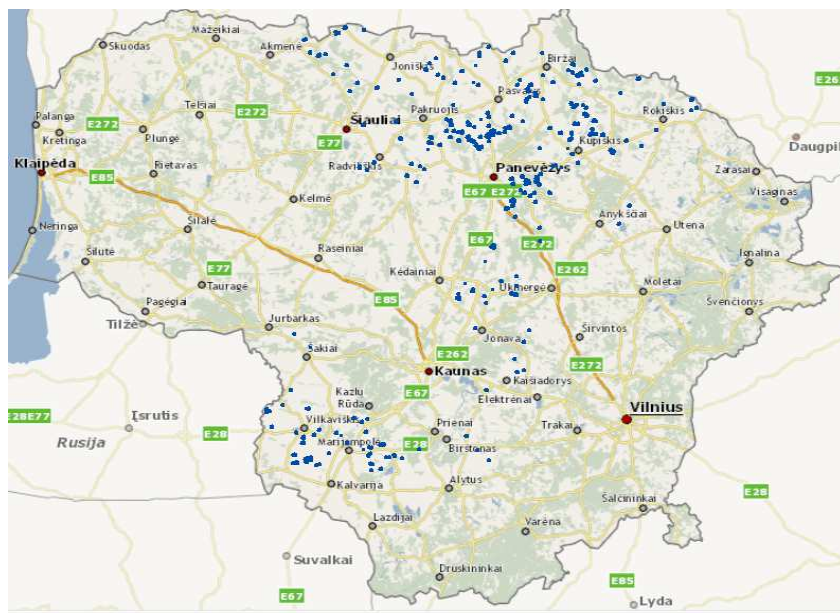 Mažeikiai
Skuodas
Akmenė
Joniškis
Biržai
E26
Telšiai
E272
Pakruojis
Pasvalys
Rokiškis
Palanga
E272
Plungė
Šiauliai
Kretinga
E77
Daugpil
Klaipėda
Rietavas
Radviliškis
Kupiškis
Panevėžys
Zarasai
E85
E67
E272
Visaginas
Kelmė
Neringa
Šilalė
Anykščiai
Utena
E67
E272
Šilutė
Raseiniai
Ignalina
E77
Kėdainiai
E262
Tauragė
Ukmergė
Molėtai
E85
Pagėgiai
Švenčionys
Tilžė
Jurbarkas
Jonava
Širvintos
Šakiai
E262
E272
Kaunas
Kaišiadorys
Kazlų
Rūda
E67
Elektrėnai
E28E77
Įsrutis
Vilkaviškis
Prienai
Vilnius
Rusija
E28
Marijampolė
E28
Birštonas
Trakai
Kalvarija
Alytus
E28
Šalčininkai
Lazdijai
Varėna
Suvalkai
Druskininkai
E85
E67
Lyda